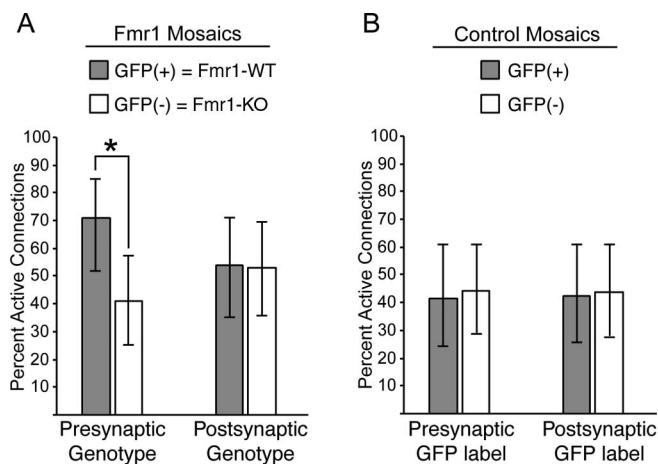 A
Fmr1 Mosaics
GFP(+) = Fmr1-WT
GFP(-) = Fmr1-KO
Percent Active Connections
100
90
80
70
60
50
40
30
20
10
*
Presynaptic
Genotype
Postsynaptic
Genotype
B
Control Mosaics
GFP(+)
GFP(-)
Percent Active Connections
100
90
80
70
60
50
40
30
20
10
Presynaptic
GFP label
Postsynaptic
GFP label